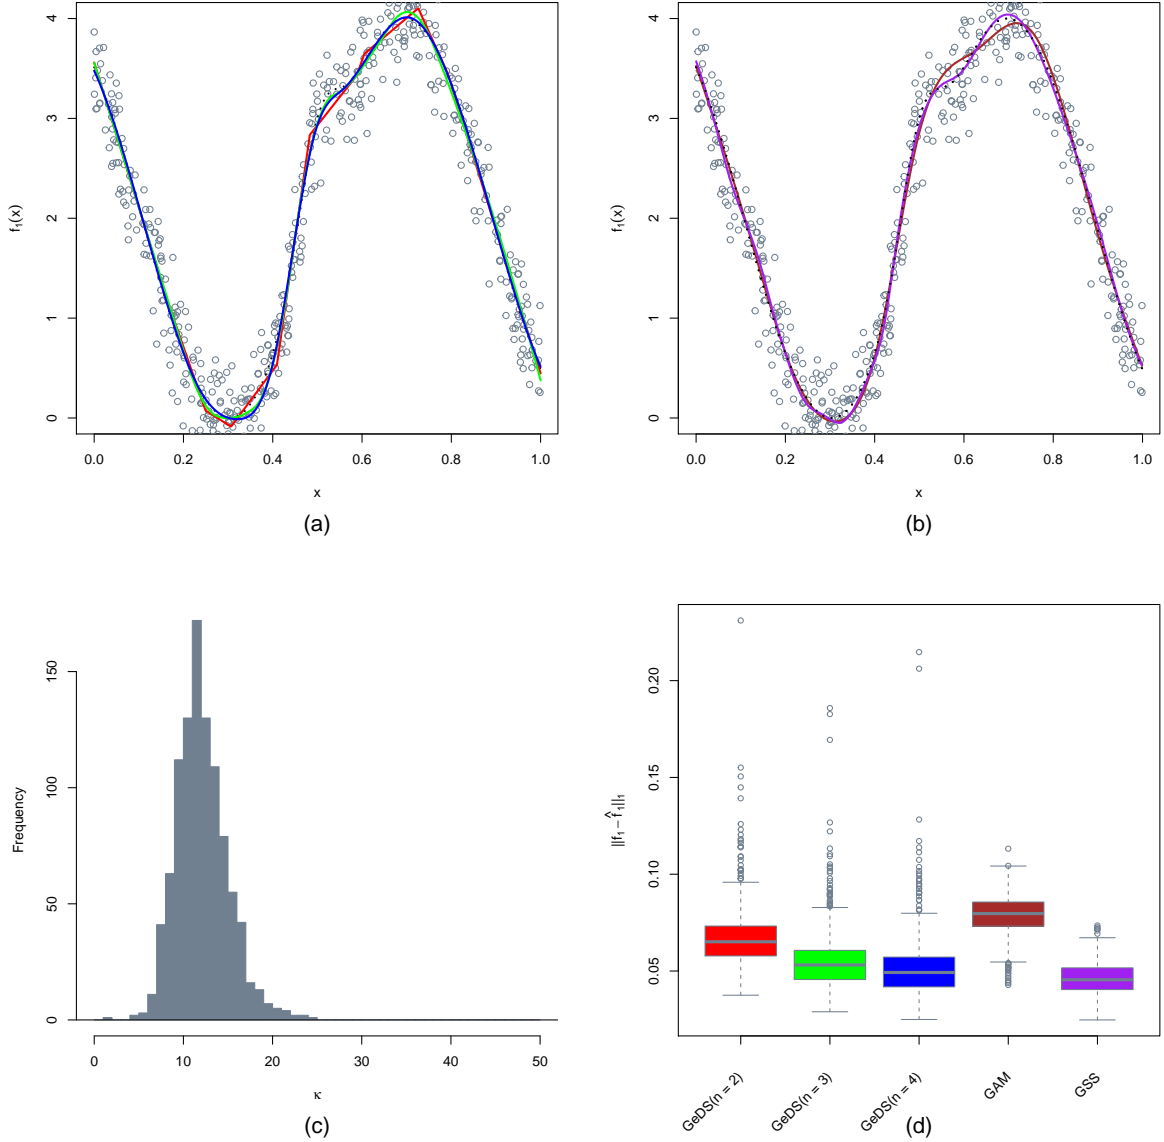 4
3
2
1
0
f₁(x)
0.0 0.2 0.4 0.6 0.8 1.0
x
(a)
4
3
2
1
0
f₁(x)
0.0 0.2 0.4 0.6 0.8 1.0
x
(b)
150
100
50
0
Frequency
0 10 20 30 40 50
κ
(c)
0.20
0.15
0.10
0.05
||f₁ − f̂₁||₁
GeDS(n = 2) GeDS(n = 3) GeDS(n = 4) GAM GSS
(d)